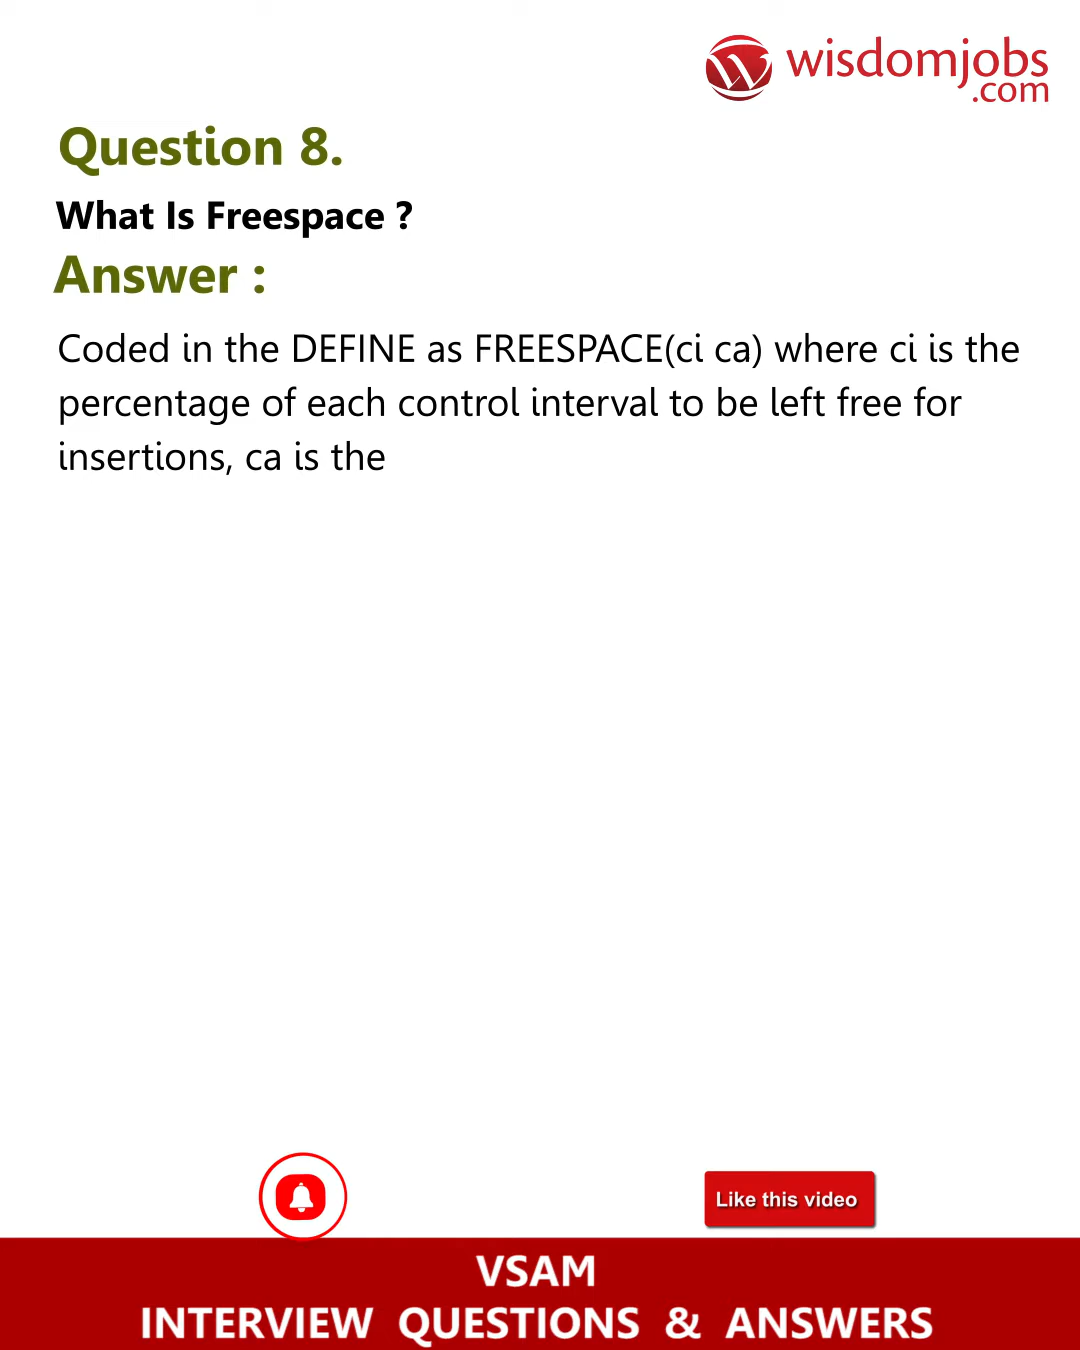 wisdomjobs
.com
Question 8.
What Is Freespace ?
Answer :
Coded in the DEFINE as FREESPACE(ci ca) where ci is the
percentage of each control interval to be left free for
insertions, ca is the
Like this video
VSAM
INTERVIEW QUESTIONS & ANSWERS